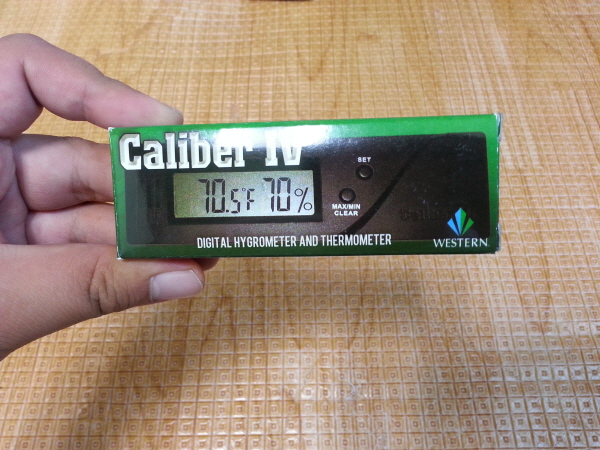 Caliber IV
SET
70.5°F 70%
MAX/MIN
CLEAR
DIGITAL HYGROMETER AND THERMOMETER
WESTERN